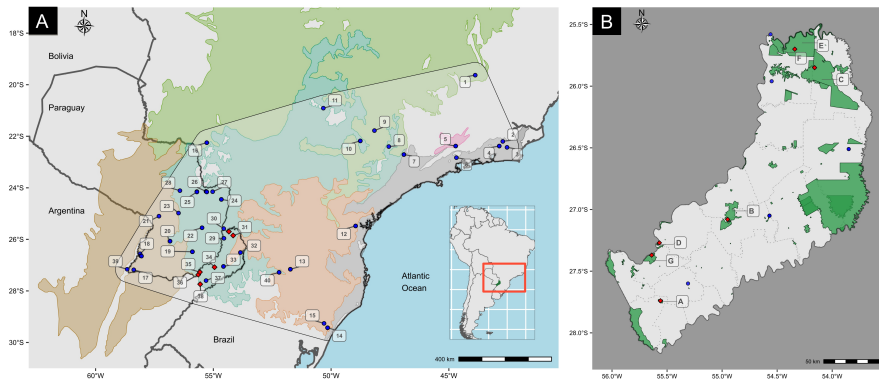 A
N
18°S
20°S
22°S
24°S
26°S
28°S
30°S
60°W
55°W
50°W
45°W
Bolivia
Paraguay
Argentina
Brazil
Atlantic
Ocean
400 km
1
2
3
4
5
7
8
9
10
11
12
13
14
15
16
17
18
19
20
21
22
23
24
25
26
27
28
29
30
31
32
33
34
35
36
37
38
39
40
B
N
25.5°S
26.0°S
26.5°S
27.0°S
27.5°S
28.0°S
56.0°W
55.5°W
55.0°W
54.5°W
54.0°W
E
F
C
B
D
G
A
50 km